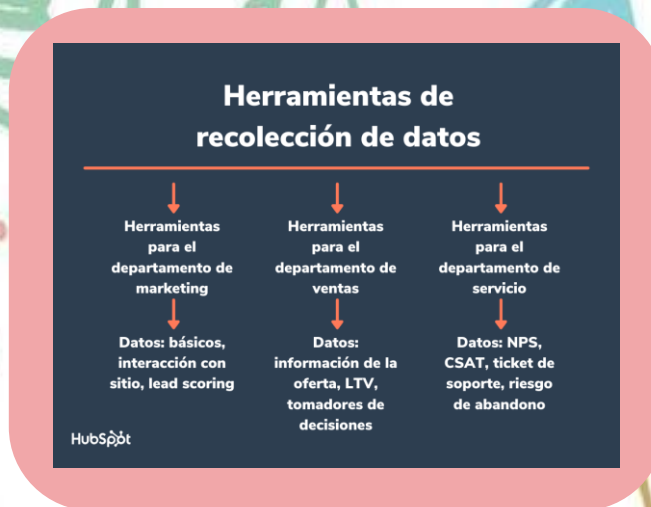 Herramientas de
recolección de datos
Herramientas
para el
departamento de
marketing
Datos: básicos,
interacción con
sitio, lead scoring
Herramientas
para el
departamento de
ventas
Datos:
información de la
oferta, LTV,
tomadores de
decisiones
Herramientas
para el
departamento de
servicio
Datos: NPS,
CSAT, ticket de
soporte, riesgo
de abandono
HubSpot